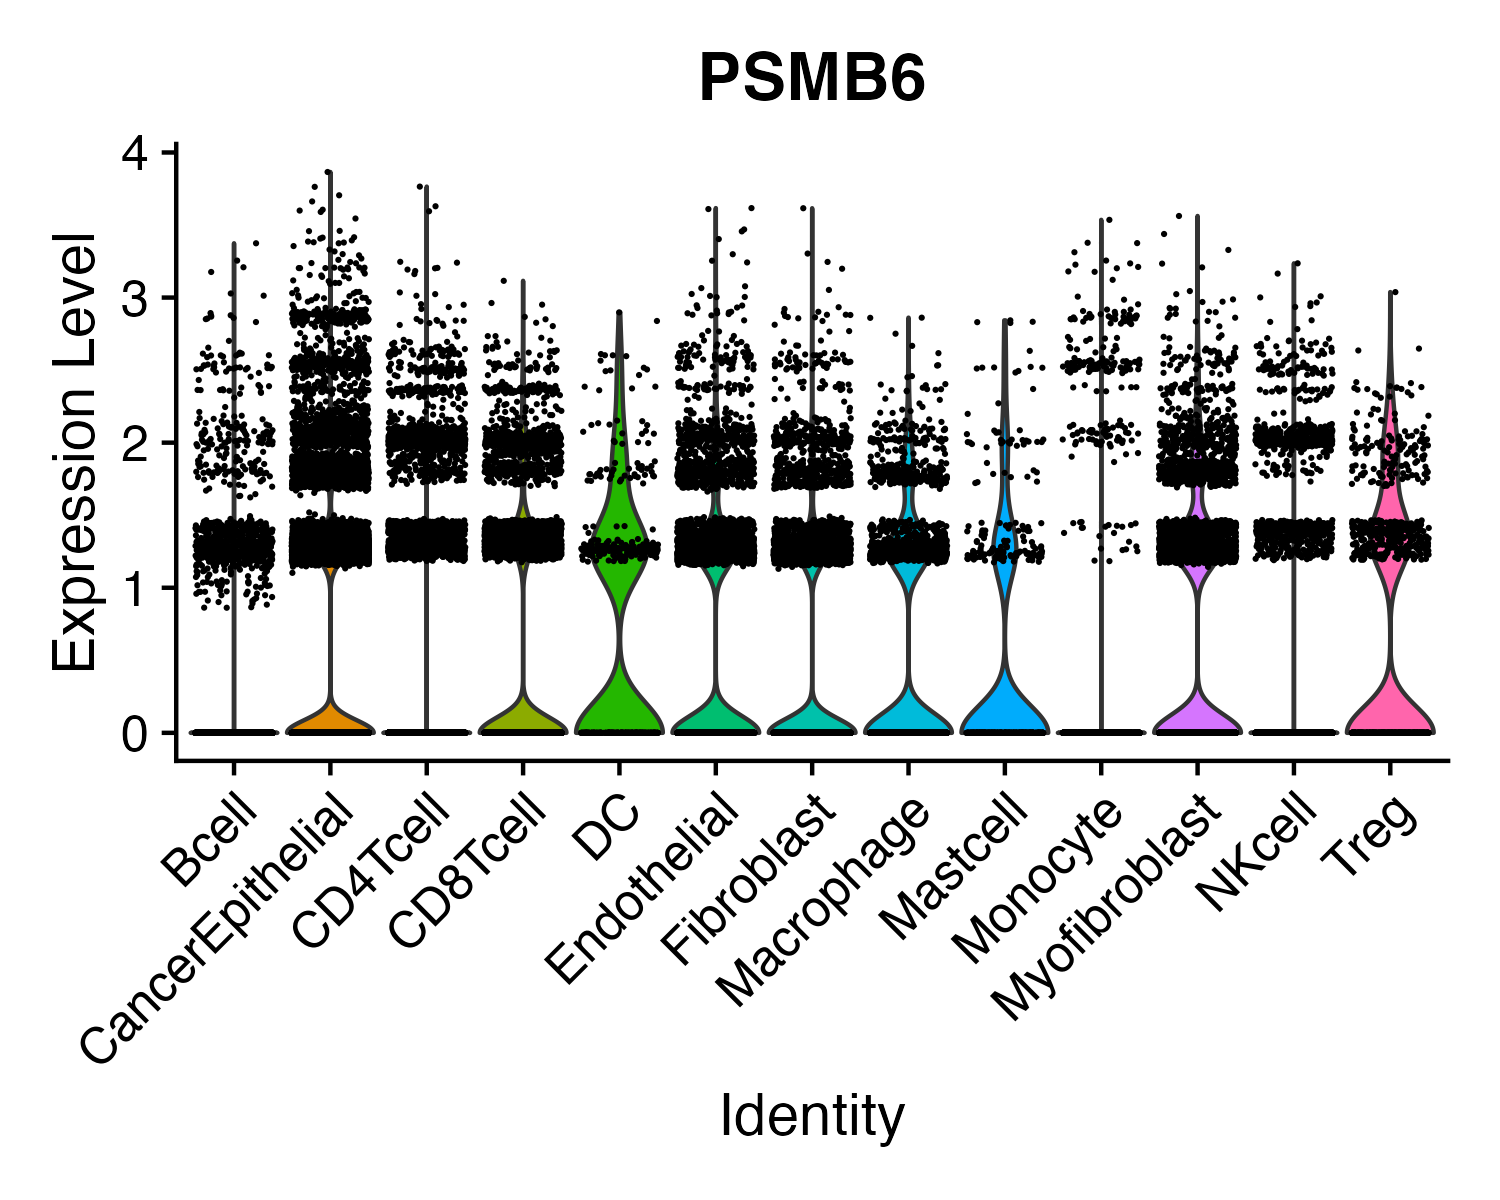 PSMB6
Expression Level
4
3
2
1
0
Bcell
CancerEpithelial
CD4Tcell
CD8Tcell
DC
Endothelial
Fibroblast
Macrophage
Mastcell
Monocyte
Myofibroblast
NKcell
Treg
Identity